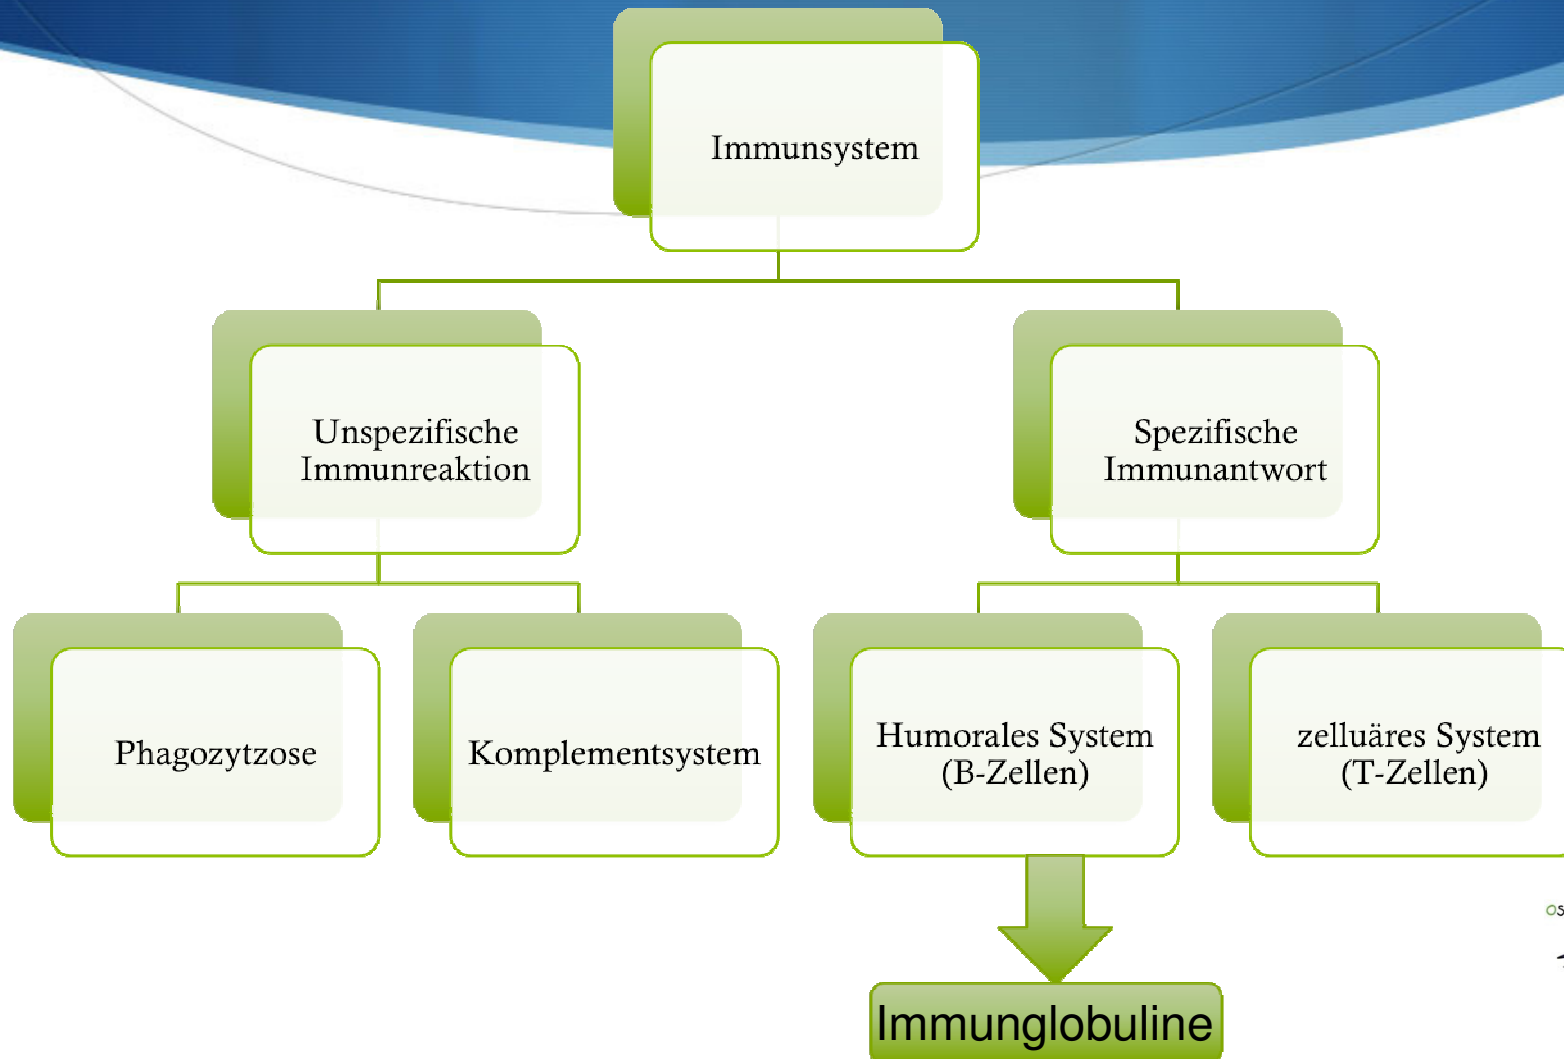 Immunsystem
Unspezifische
Immunreaktion
Spezifische
Immunantwort
Phagozytzose
Komplementsystem
Humorales System
(B-Zellen)
zelluäres System
(T-Zellen)
Immunglobuline